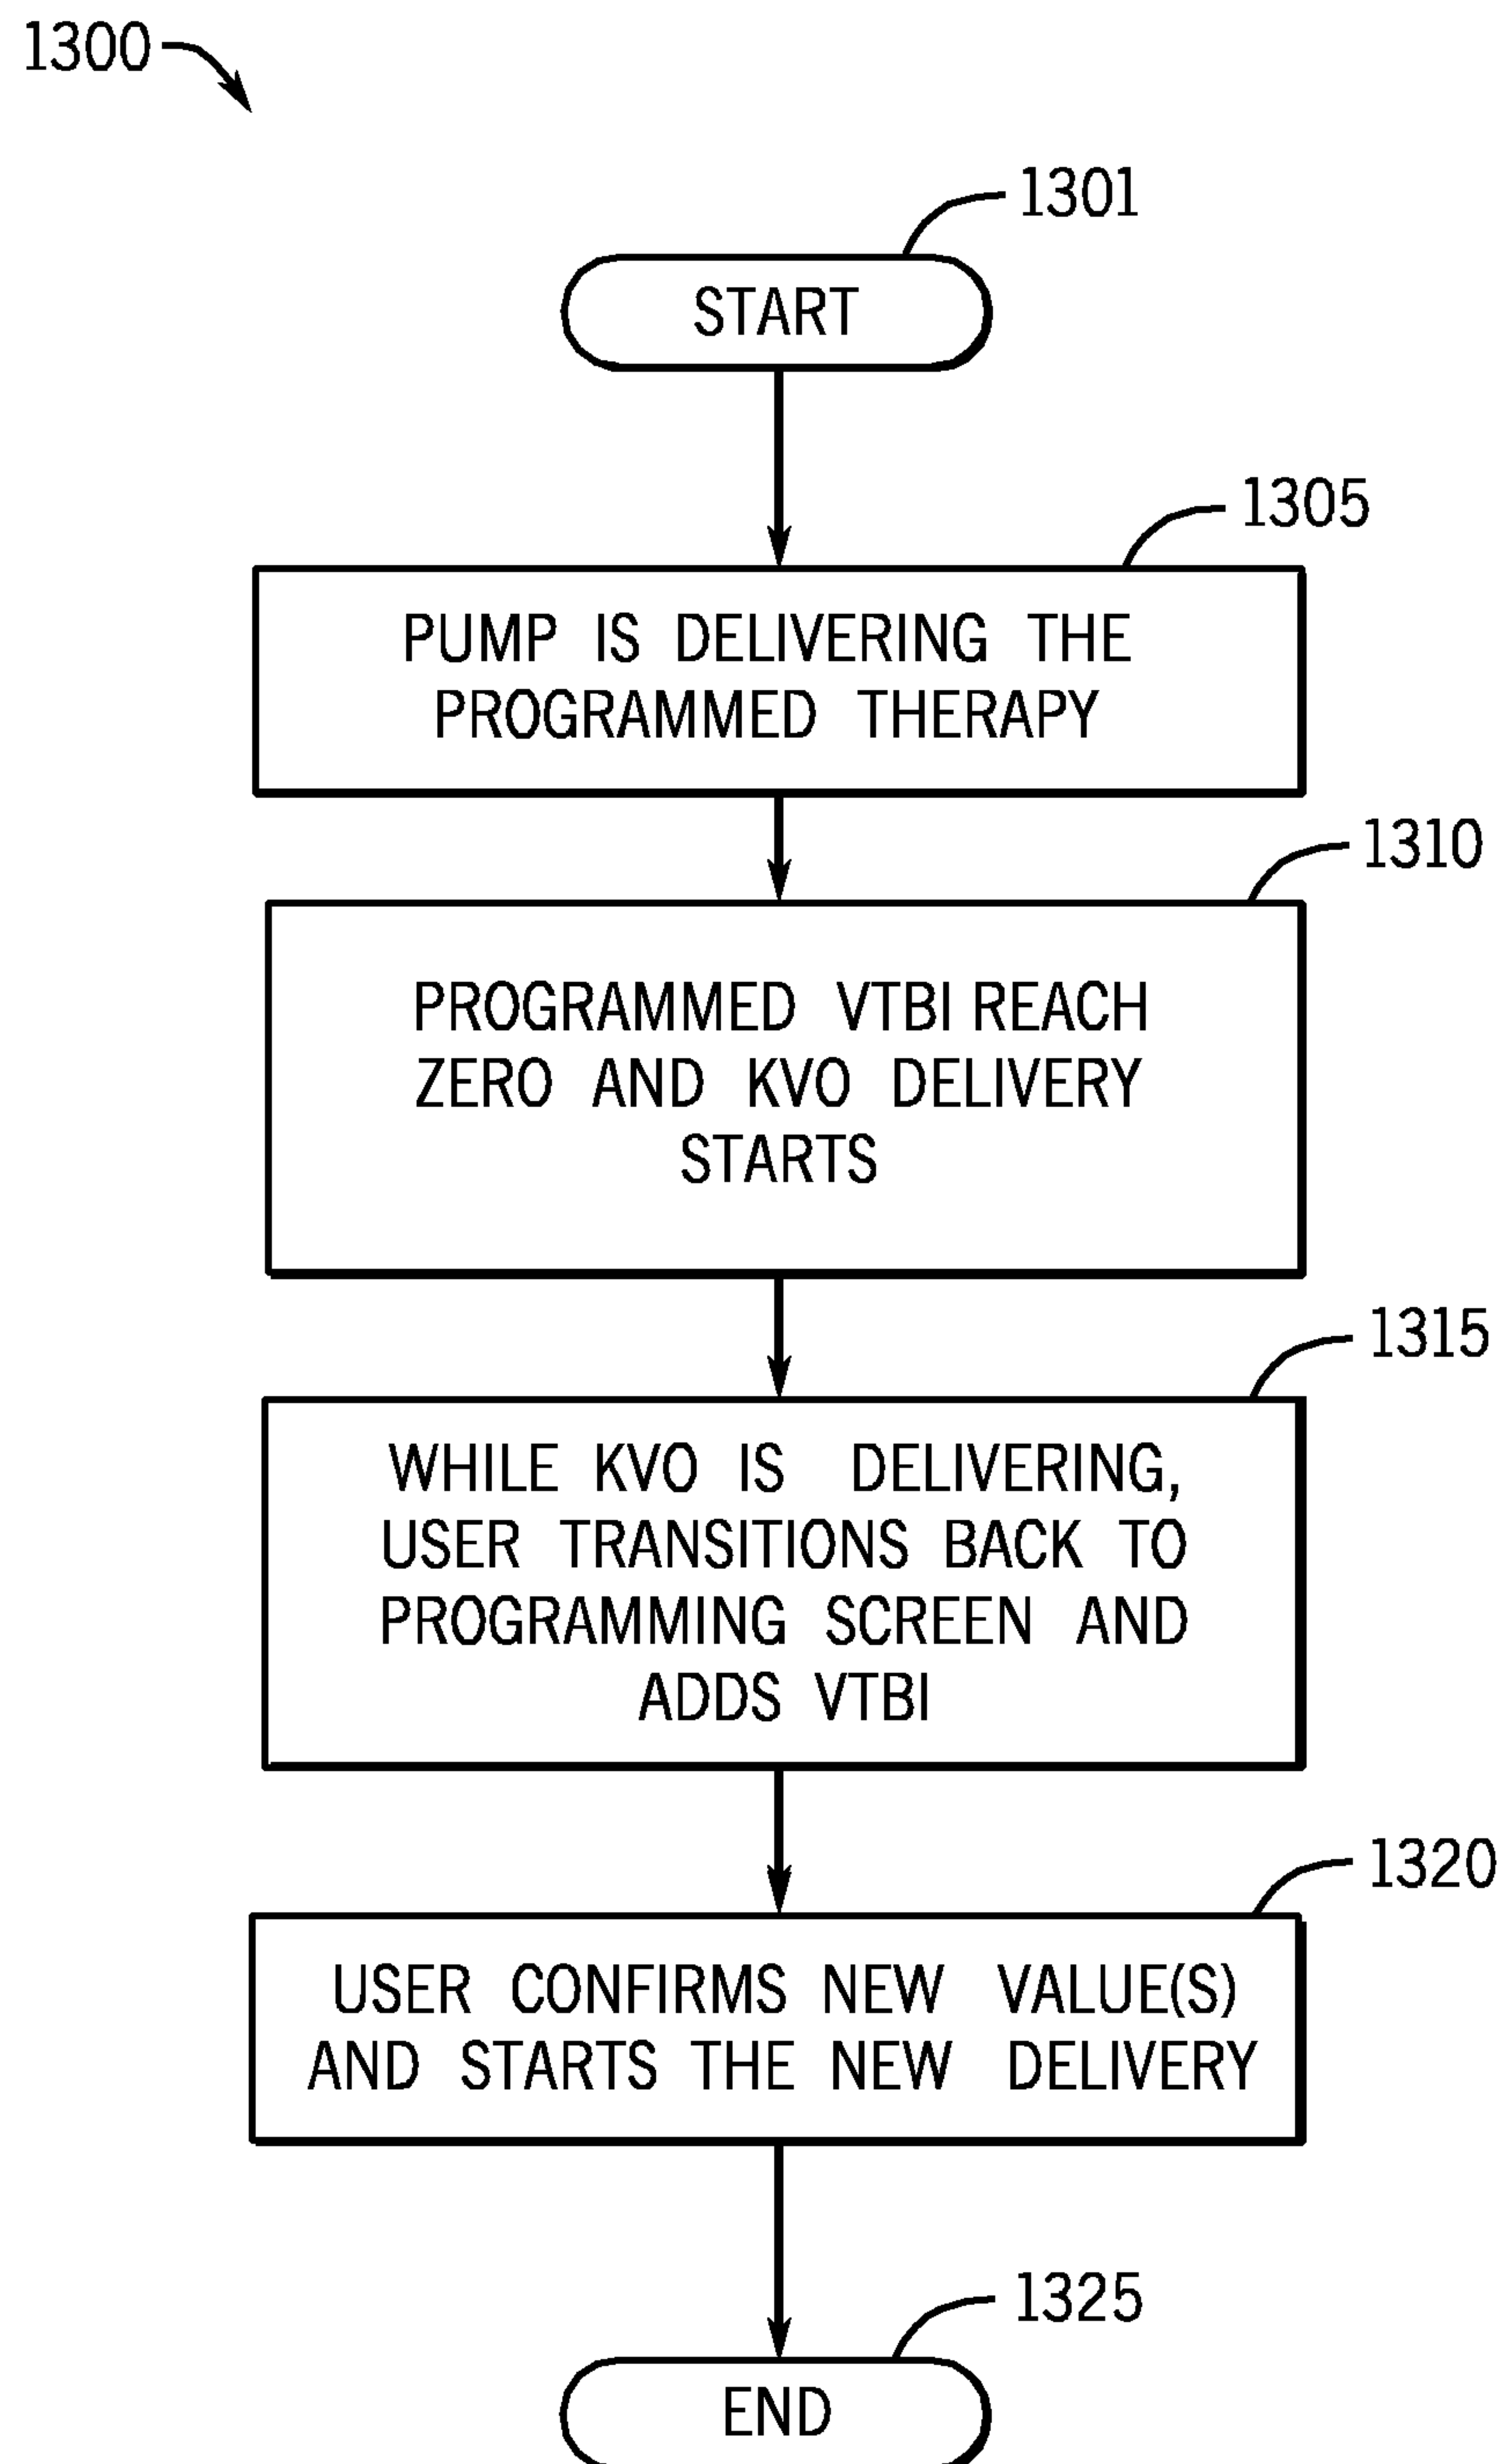 1300
1301
START
1305
PUMP IS DELIVERING THE
PROGRAMMED THERAPY
1310
PROGRAMMED VTBI REACH
ZERO AND KVO DELIVERY
STARTS
1315
WHILE KVO IS DELIVERING,
USER TRANSITIONS BACK TO
PROGRAMMING SCREEN AND
ADDS VTBI
1320
USER CONFIRMS NEW VALUE(S)
AND STARTS THE NEW DELIVERY
1325
END